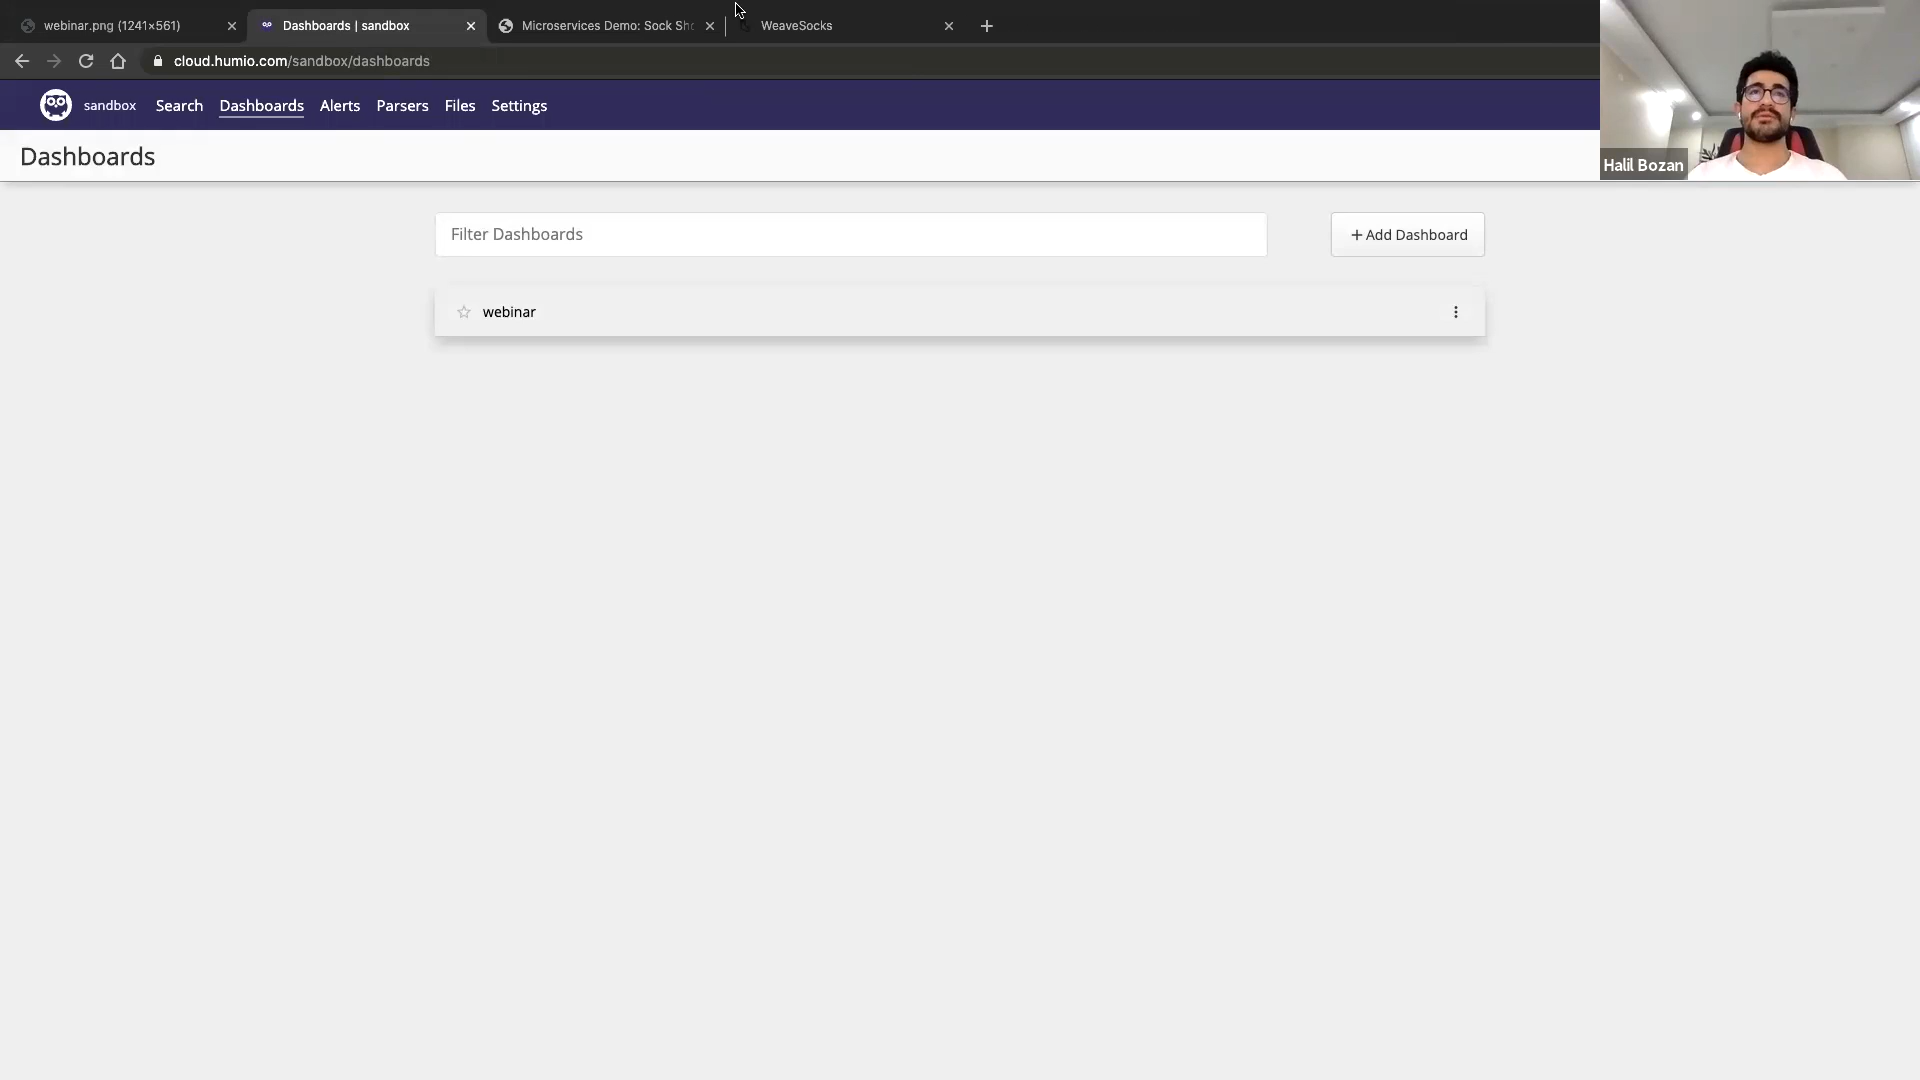 webinar.png (1241×561)
Dashboards | sandbox
Microservices Demo: Sock Sho
WeaveSocks
cloud.humio.com/sandbox/dashboards
sandbox Search Dashboards Alerts Parsers Files Settings
Dashboards
Halil Bozan
Filter Dashboards
+ Add Dashboard
webinar